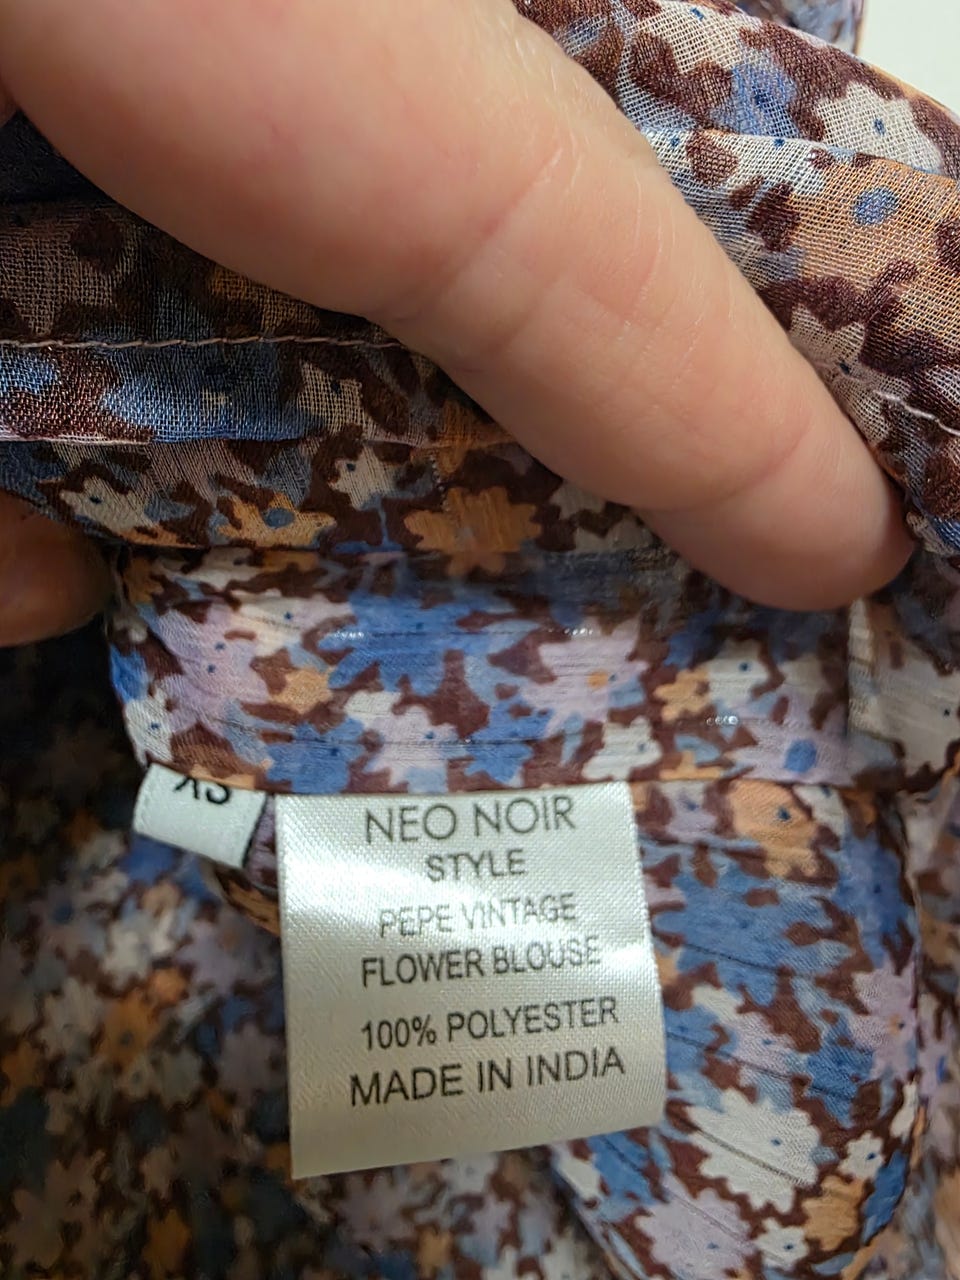 XS
NEO NOIR
STYLE
PEPE VINTAGE
FLOWER BLOUSE
100% POLYESTER
MADE IN INDIA